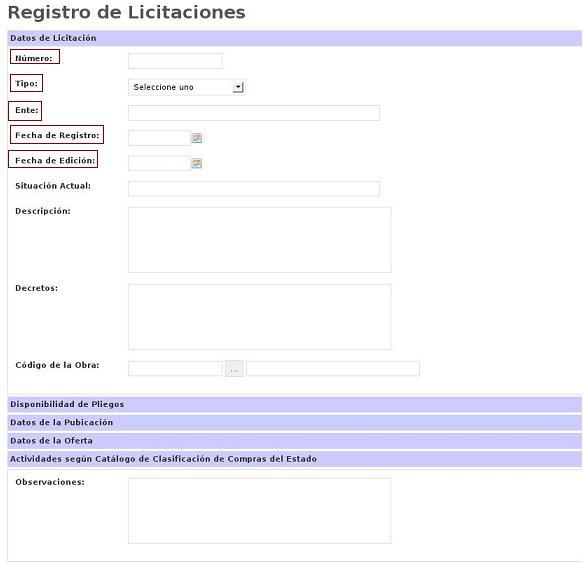 Registro de Licitaciones
Datos de Licitación
Número:
Tipo: Seleccione uno
Ente:
Fecha de Registro:
Fecha de Edición:
Situación Actual:
Descripción:
Decretos:
Código de la Obra: ...
Disponibilidad de Pliegos
Datos de la Pubicación
Datos de la Oferta
Actividades según Catálogo de Clasificación de Compras del Estado
Observaciones: